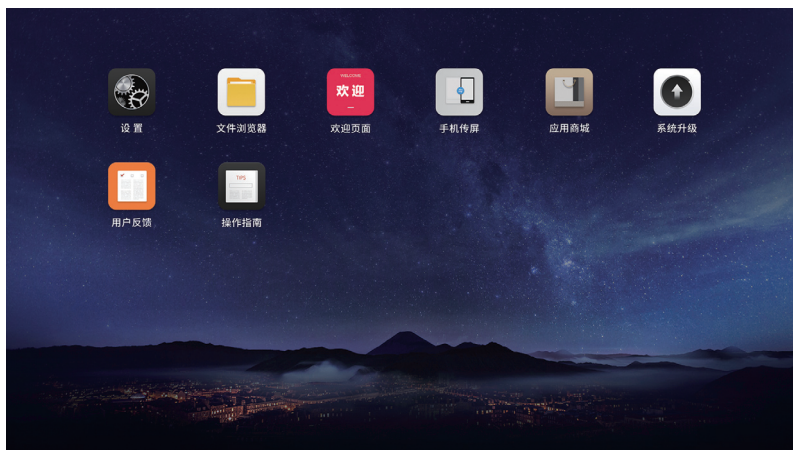 WELCOME
欢迎
设置
文件浏览器
欢迎页面
手机传屏
应用商城
系统升级
TIPS
用户反馈
操作指南